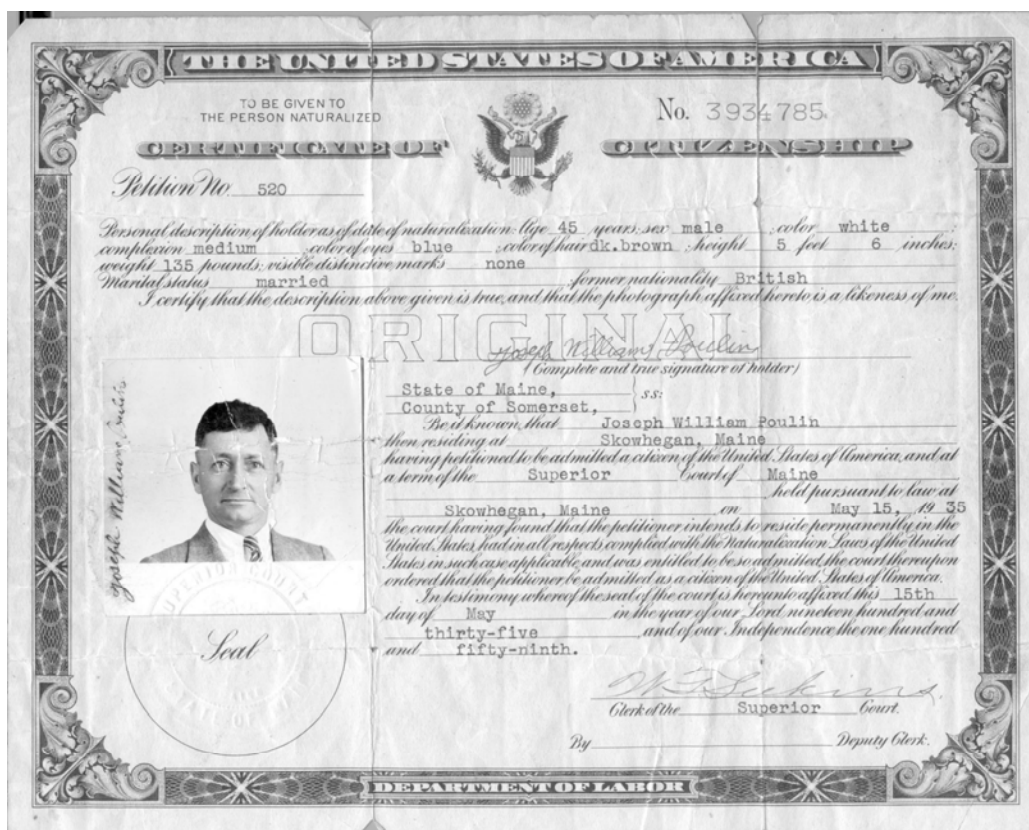 THE UNITED STATES OF AMERICA
TO BE GIVEN TO
THE PERSON NATURALIZED
No. 3934785
CERTIFICATE OF CITIZENSHIP
Petition No. 520
Personal description of holder as of date of naturalization: Age 45 years; sex male ; color white
complexion medium ; color of eyes blue ; color of hair dk.brown ; height 5 feet 6 inches;
weight 135 pounds; visible distinctive marks none
Marital status married ; former nationality British
I certify that the description above given is true, and that the photograph affixed hereto is a likeness of me.
ORIGINAL
Joseph William Poulin
(Complete and true signature of holder)
State of Maine,
County of Somerset, } ss:
Be it known, that Joseph William Poulin
then residing at Skowhegan, Maine
having petitioned to be admitted a citizen of the United States of America, and at
a term of the Superior Court of Maine
held pursuant to law at
Skowhegan, Maine on May 15, 1935
the court having found that the petitioner intends to reside permanently in the
United States, had in all respects complied with the Naturalization Laws of the United
States in such case applicable, and was entitled to be so admitted, the court thereupon
ordered that the petitioner be admitted as a citizen of the United States of America.
In testimony whereof the seal of the court is hereunto affixed this 15th
day of May in the year of our Lord nineteen hundred and
thirty-five , and of our Independence the one hundred
and fifty-ninth.
Joseph William Poulin
SUPERIOR COURT
Seal
STATE OF
Clerk of the Superior Court.
By Deputy Clerk.
DEPARTMENT OF LABOR